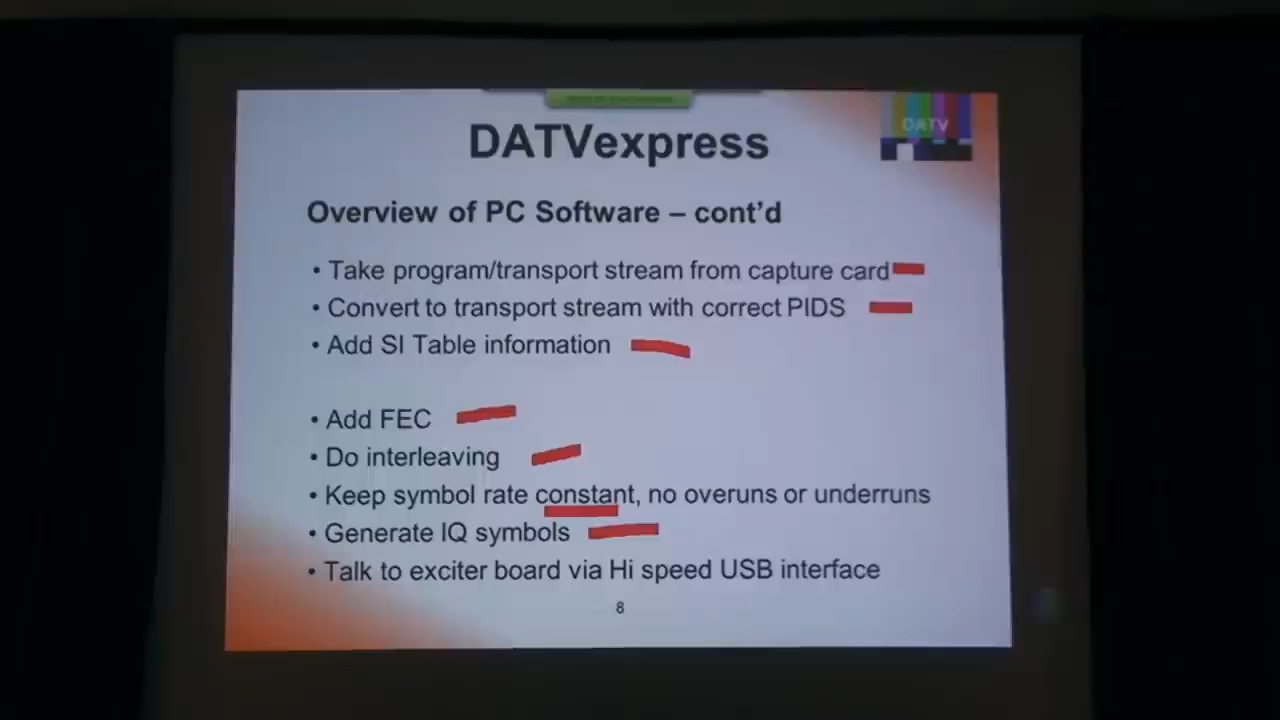 DATVexpress
DATV
Overview of PC Software – cont’d
• Take program/transport stream from capture card
• Convert to transport stream with correct PIDS
• Add SI Table information
• Add FEC
• Do interleaving
• Keep symbol rate constant, no overuns or underruns
• Generate IQ symbols
• Talk to exciter board via Hi speed USB interface
8